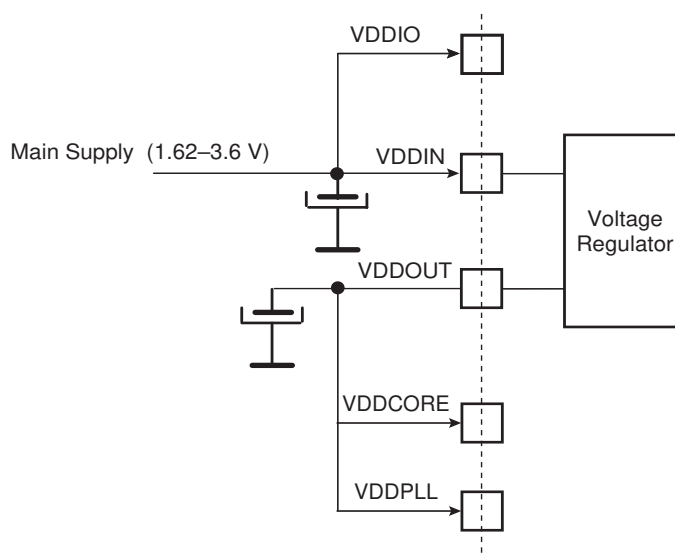 VDDIO
Main Supply (1.62–3.6 V)
VDDIN
Voltage
Regulator
VDDOUT
VDDCORE
VDDPLL